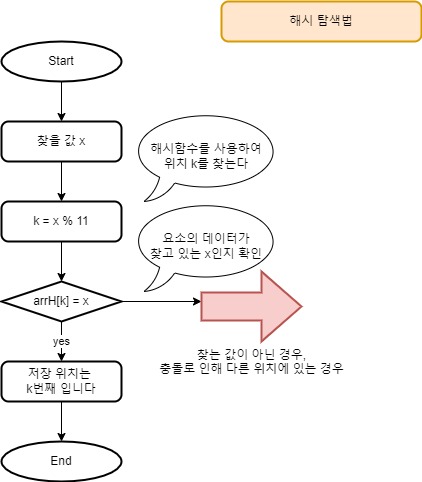 해시 탐색법
Start
찾을 값 x
해시함수를 사용하여
위치 k를 찾는다
k = x % 11
요소의 데이터가
찾고 있는 x인지 확인
arrH[k] = x
yes
찾는 값이 아닌 경우,
충돌로 인해 다른 위치에 있는 경우
저장 위치는
k번째 입니다
End